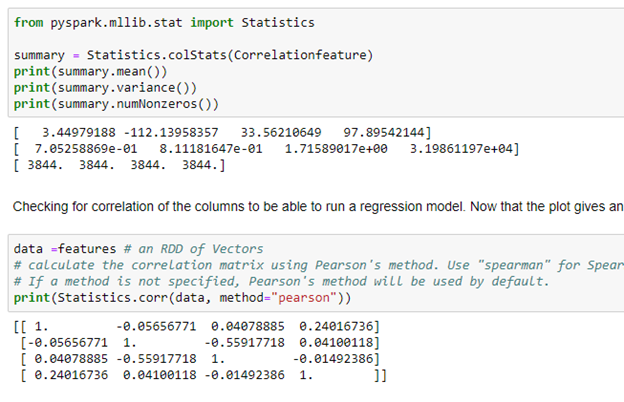 from pyspark.mllib.stat import Statistics
summary = Statistics.colStats(Correlationfeature)
print(summary.mean())
print(summary.variance())
print(summary.numNonzeros())
[   3.44979188 -112.13958357   33.56210649   97.89542144]
[  7.05258869e-01   8.11181647e-01   1.71589017e+00   3.19861197e+04]
[ 3844.  3844.  3844.  3844.]
Checking for correlation of the columns to be able to run a regression model. Now that the plot gives an
data =features # an RDD of Vectors
# calculate the correlation matrix using Pearson's method. Use "spearman" for Spear
# If a method is not specified, Pearson's method will be used by default.
print(Statistics.corr(data, method="pearson"))
[[ 1.         -0.05656771  0.04078885  0.24016736]
 [-0.05656771  1.         -0.55917718  0.04100118]
 [ 0.04078885 -0.55917718  1.         -0.01492386]
 [ 0.24016736  0.04100118 -0.01492386  1.        ]]